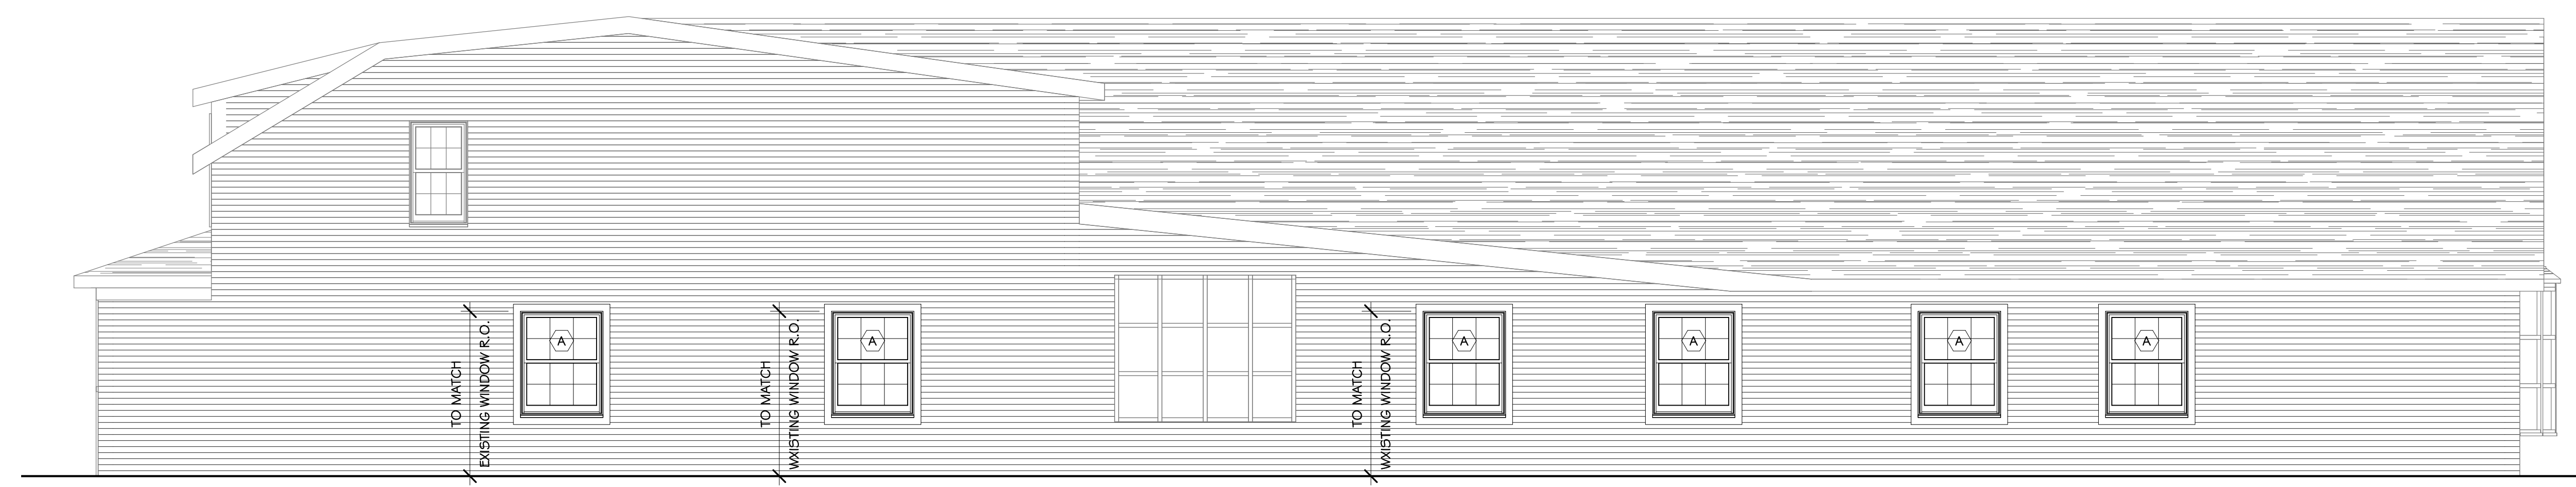 TO MATCH
EXISTING WINDOW R.O.
A
TO MATCH
WXISTING WINDOW R.O.
A
TO MATCH
WXISTING WINDOW R.O.
A
A
A
A